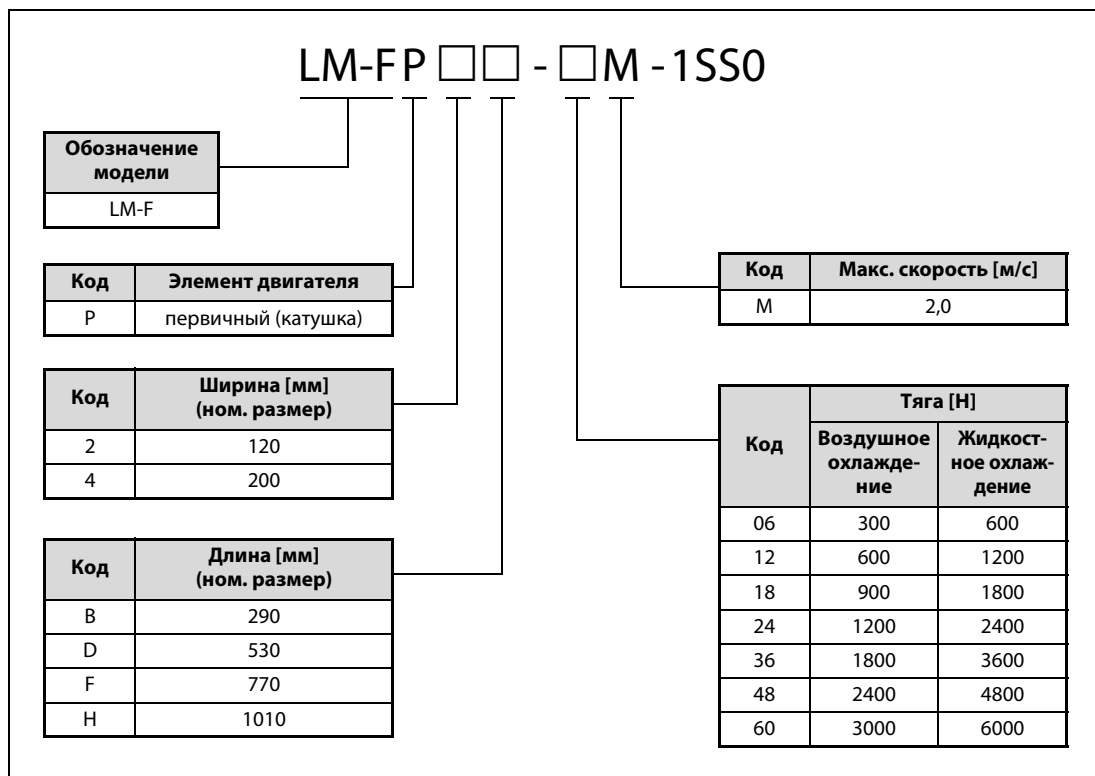 LM-FP □□ - □M - 1SS0
Обозначение
модели
LM-F
Код Элемент двигателя
P первичный (катушка)
Код Ширина [мм]
(ном. размер)
2 120
4 200
Код Длина [мм]
(ном. размер)
B 290
D 530
F 770
H 1010
Код Макс. скорость [м/с]
M 2,0
Код Тяга [Н]
Воздушное Жидкост-
охлажде- ное охлаж-
ние дение
06 300 600
12 600 1200
18 900 1800
24 1200 2400
36 1800 3600
48 2400 4800
60 3000 6000